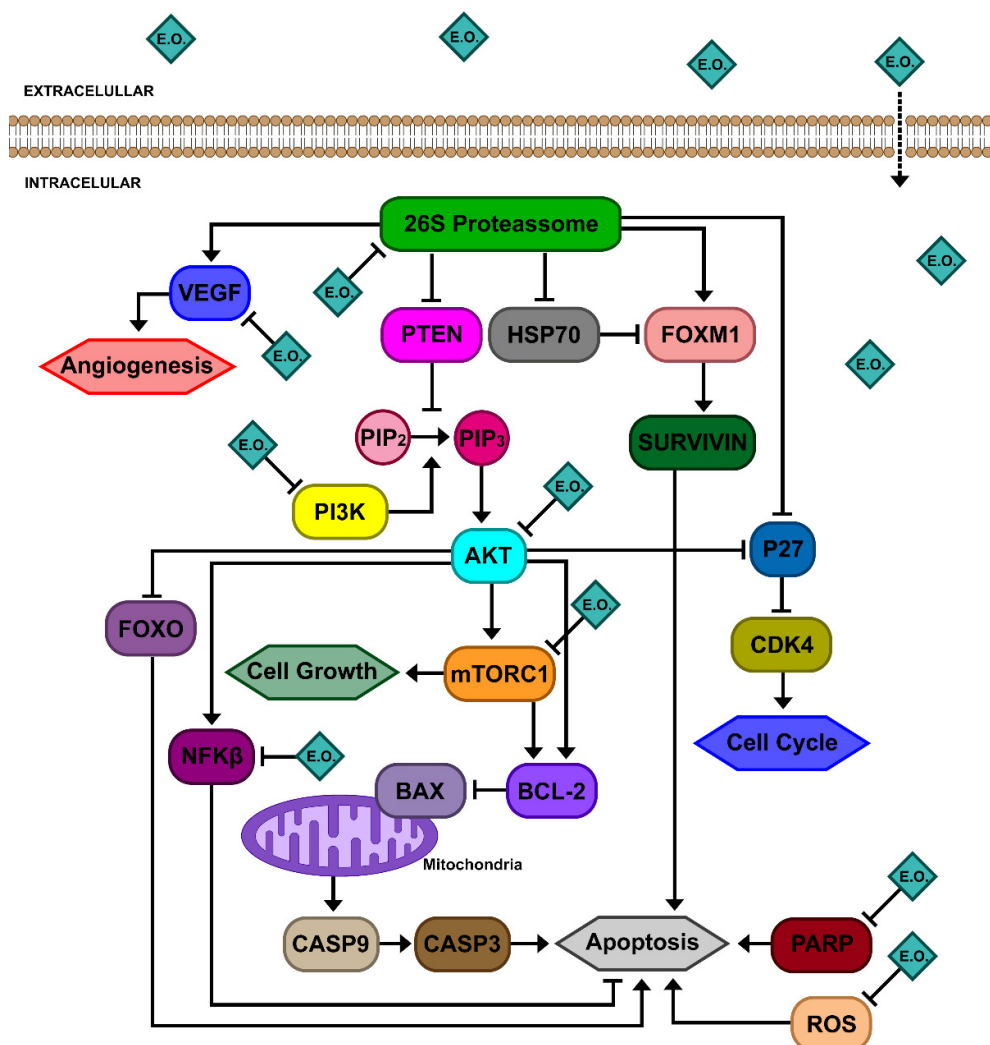 E.O.
E.O.
E.O.
E.O.
EXTRACELULLAR
INTRACELULAR
26S Proteassome
E.O.
VEGF
E.O.
PTEN
HSP70
FOXM1
E.O.
Angiogenesis
E.O.
E.O.
PIP2
PIP3
SURVIVIN
E.O.
PI3K
E.O.
AKT
P27
E.O.
FOXO
CDK4
Cell Growth
mTORC1
Cell Cycle
NFKβ
E.O.
BAX
BCL-2
Mitochondria
E.O.
CASP9
CASP3
Apoptosis
PARP
E.O.
ROS